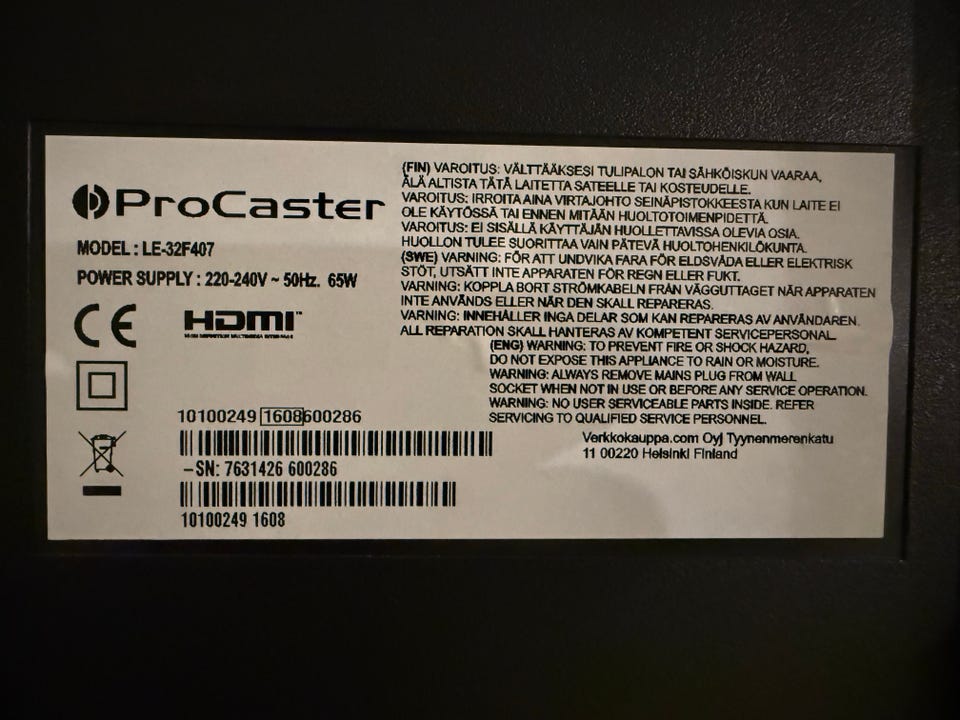 ProCaster
MODEL : LE-32F407
POWER SUPPLY : 220-240V ~ 50Hz. 65W
CE HDMI™
HIGH-DEFINITION MULTIMEDIA INTERFACE
10100249 1608600286
-SN: 7631426 600286
10100249 1608
(FIN) VAROITUS: VÄLTTÄÄKSESI TULIPALON TAI SÄHKÖISKUN VAARAA,
ÄLÄ ALTISTA TÄTÄ LAITETTA SATEELLE TAI KOSTEUDELLE.
VAROITUS: IRROITA AINA VIRTAJOHTO SEINÄPISTOKKEESTA KUN LAITE EI
OLE KÄYTÖSSÄ TAI ENNEN MITÄÄN HUOLTOTOIMENPIDETTÄ.
VAROITUS: EI SISÄLLÄ KÄYTTÄJÄN HUOLLETTAVISSA OLEVIA OSIA.
HUOLLON TULEE SUORITTAA VAIN PÄTEVÄ HUOLTOHENKILÖKUNTA.
(SWE) VARNING: FÖR ATT UNDVIKA FARA FÖR ELDSVÅDA ELLER ELEKTRISK
STÖT, UTSÄTT INTE APPARATEN FÖR REGN ELLER FUKT.
VARNING: KOPPLA BORT STRÖMKABELN FRÅN VÄGGUTTAGET NÄR APPARATEN
INTE ANVÄNDS ELLER NÄR DEN SKALL REPARERAS.
VARNING: INNEHÅLLER INGA DELAR SOM KAN REPARERAS AV ANVÄNDAREN.
ALL REPARATION SKALL HANTERAS AV KOMPETENT SERVICEPERSONAL
(ENG) WARNING: TO PREVENT FIRE OR SHOCK HAZARD,
DO NOT EXPOSE THIS APPLIANCE TO RAIN OR MOISTURE.
WARNING: ALWAYS REMOVE MAINS PLUG FROM WALL
SOCKET WHEN NOT IN USE OR BEFORE ANY SERVICE OPERATION.
WARNING: NO USER SERVICEABLE PARTS INSIDE. REFER
SERVICING TO QUALIFIED SERVICE PERSONNEL.
Verkkokauppa.com Oyj Tyynenmerenkatu
11 00220 Helsinki Finland